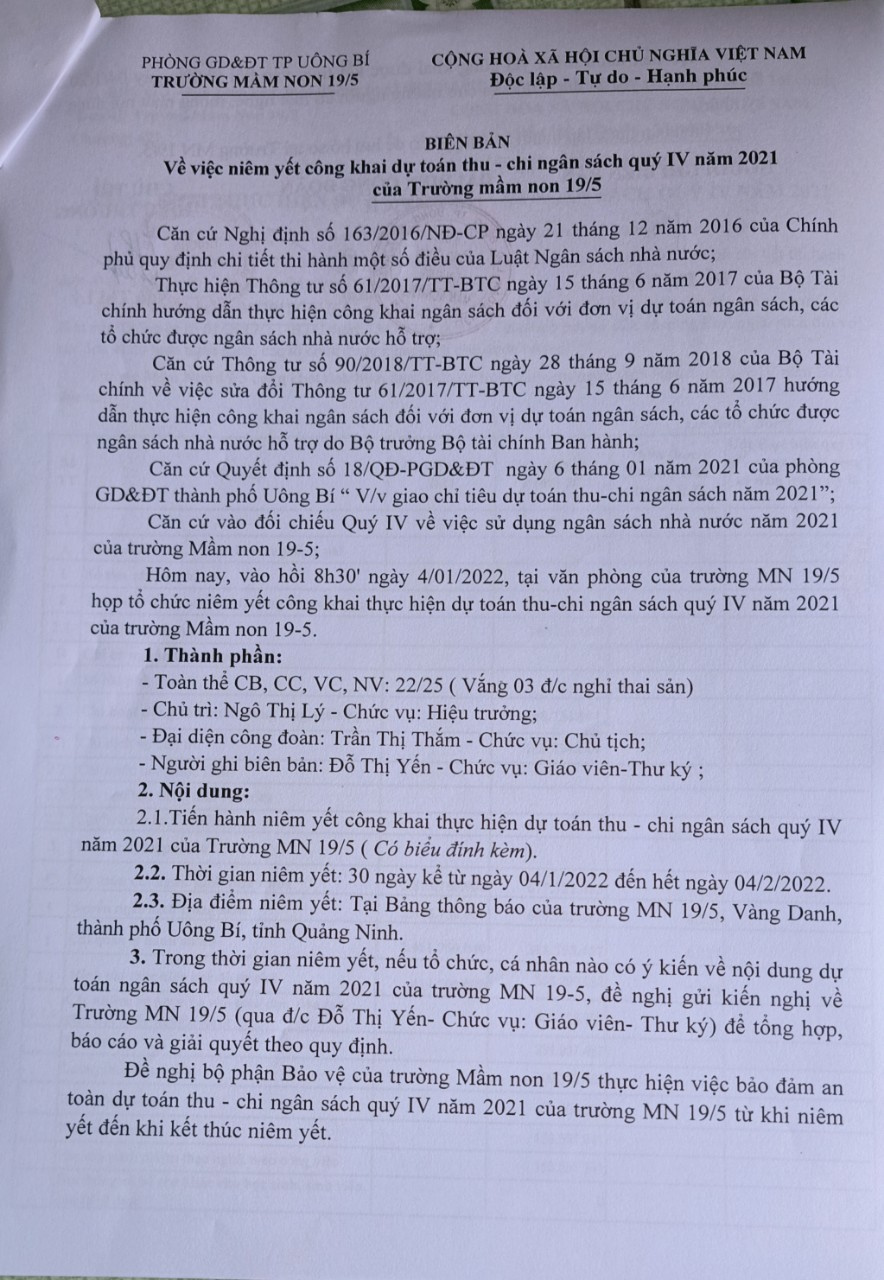 PHÒNG GD&ĐT TP UÔNG BÍ
TRƯỜNG MẦM NON 19/5
CỘNG HOÀ XÃ HỘI CHỦ NGHĨA VIỆT NAM
Độc lập - Tự do - Hạnh phúc
BIÊN BẢN
Về việc niêm yết công khai dự toán thu - chi ngân sách quý IV năm 2021
của Trường mầm non 19/5
Căn cứ Nghị định số 163/2016/NĐ-CP ngày 21 tháng 12 năm 2016 của Chính
phủ quy định chi tiết thi hành một số điều của Luật Ngân sách nhà nước;
Thực hiện Thông tư số 61/2017/TT-BTC ngày 15 tháng 6 năm 2017 của Bộ Tài
chính hướng dẫn thực hiện công khai ngân sách đối với đơn vị dự toán ngân sách, các
tổ chức được ngân sách nhà nước hỗ trợ;
Căn cứ Thông tư số 90/2018/TT-BTC ngày 28 tháng 9 năm 2018 của Bộ Tài
chính về việc sửa đổi Thông tư 61/2017/TT-BTC ngày 15 tháng 6 năm 2017 hướng
dẫn thực hiện công khai ngân sách đối với đơn vị dự toán ngân sách, các tổ chức được
ngân sách nhà nước hỗ trợ do Bộ trưởng Bộ tài chính Ban hành;
Căn cứ Quyết định số 18/QĐ-PGD&ĐT ngày 6 tháng 01 năm 2021 của phòng
GD&ĐT thành phố Uông Bí “ V/v giao chỉ tiêu dự toán thu-chi ngân sách năm 2021”;
Căn cứ vào đối chiếu Quý IV về việc sử dụng ngân sách nhà nước năm 2021
của trường Mầm non 19-5;
Hôm nay, vào hồi 8h30' ngày 4/01/2022, tại văn phòng của trường MN 19/5
họp tổ chức niêm yết công khai thực hiện dự toán thu-chi ngân sách quý IV năm 2021
của trường Mầm non 19-5.
1. Thành phần:
- Toàn thể CB, CC, VC, NV: 22/25 ( Vắng 03 đ/c nghỉ thai sản)
- Chủ trì: Ngô Thị Lý - Chức vụ: Hiệu trưởng;
- Đại diện công đoàn: Trần Thị Thắm - Chức vụ: Chủ tịch;
- Người ghi biên bản: Đỗ Thị Yến - Chức vụ: Giáo viên-Thư ký ;
2. Nội dung:
2.1.Tiến hành niêm yết công khai thực hiện dự toán thu - chi ngân sách quý IV
năm 2021 của Trường MN 19/5 ( Có biểu đính kèm).
2.2. Thời gian niêm yết: 30 ngày kể từ ngày 04/1/2022 đến hết ngày 04/2/2022.
2.3. Địa điểm niêm yết: Tại Bảng thông báo của trường MN 19/5, Vàng Danh,
thành phố Uông Bí, tỉnh Quảng Ninh.
3. Trong thời gian niêm yết, nếu tổ chức, cá nhân nào có ý kiến về nội dung dự
toán ngân sách quý IV năm 2021 của trường MN 19-5, đề nghị gửi kiến nghị về
Trường MN 19/5 (qua đ/c Đỗ Thị Yến- Chức vụ: Giáo viên- Thư ký) để tổng hợp,
báo cáo và giải quyết theo quy định.
Đề nghị bộ phận Bảo vệ của trường Mầm non 19/5 thực hiện việc bảo đảm an
toàn dự toán thu - chi ngân sách quý IV năm 2021 của trường MN 19/5 từ khi niêm
yết đến khi kết thúc niêm yết.